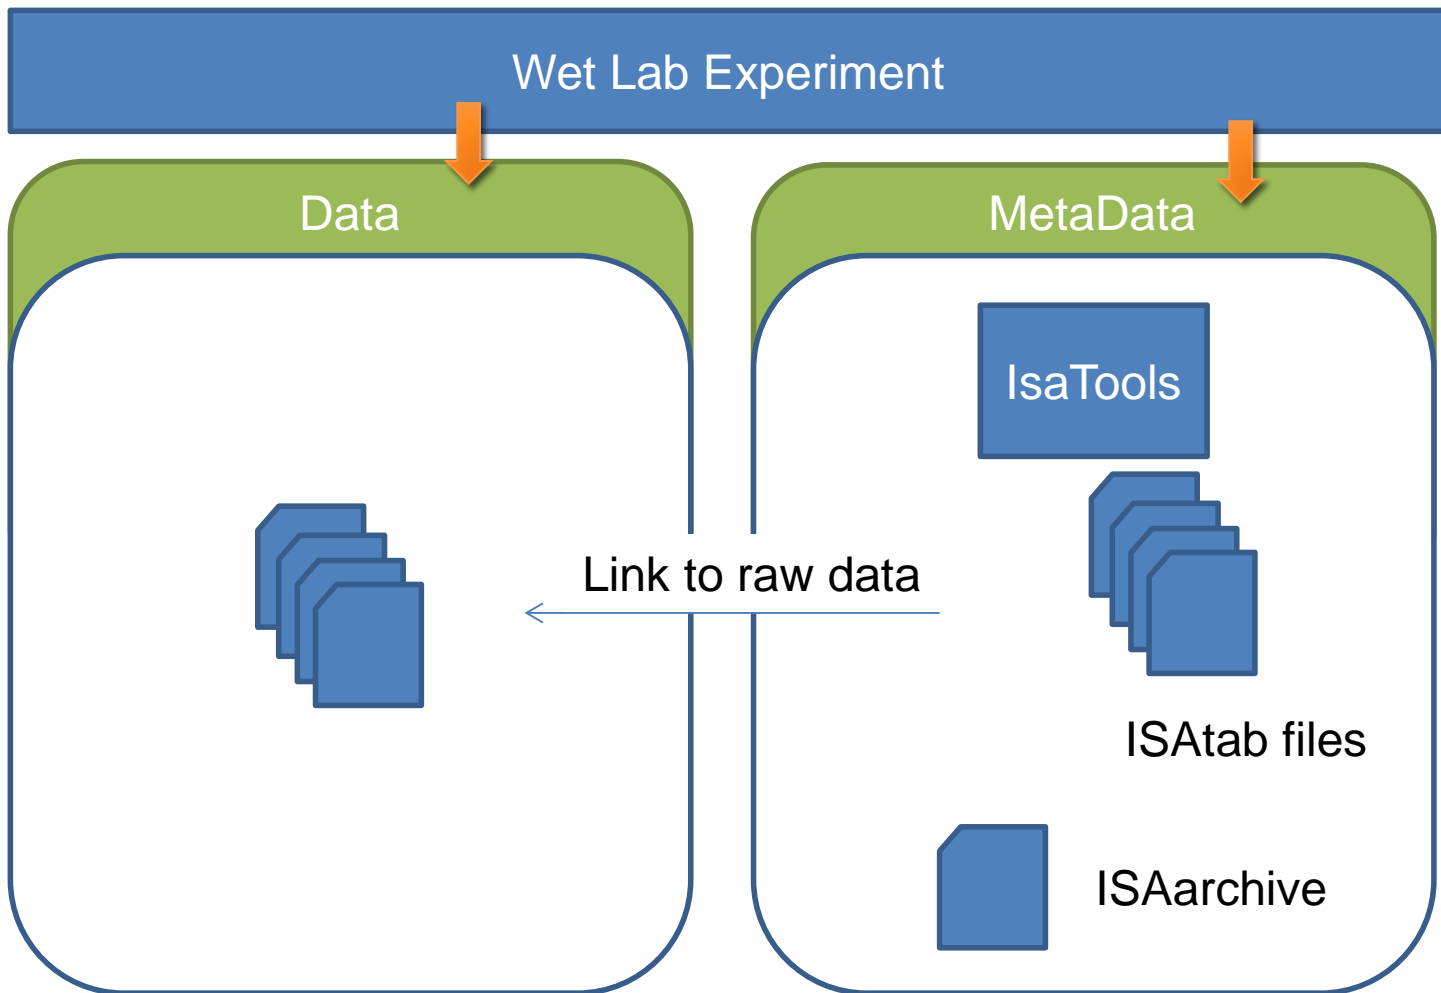 Wet Lab Experiment
Data
MetaData
IsaTools
Link to raw data
ISAtab files
ISAarchive